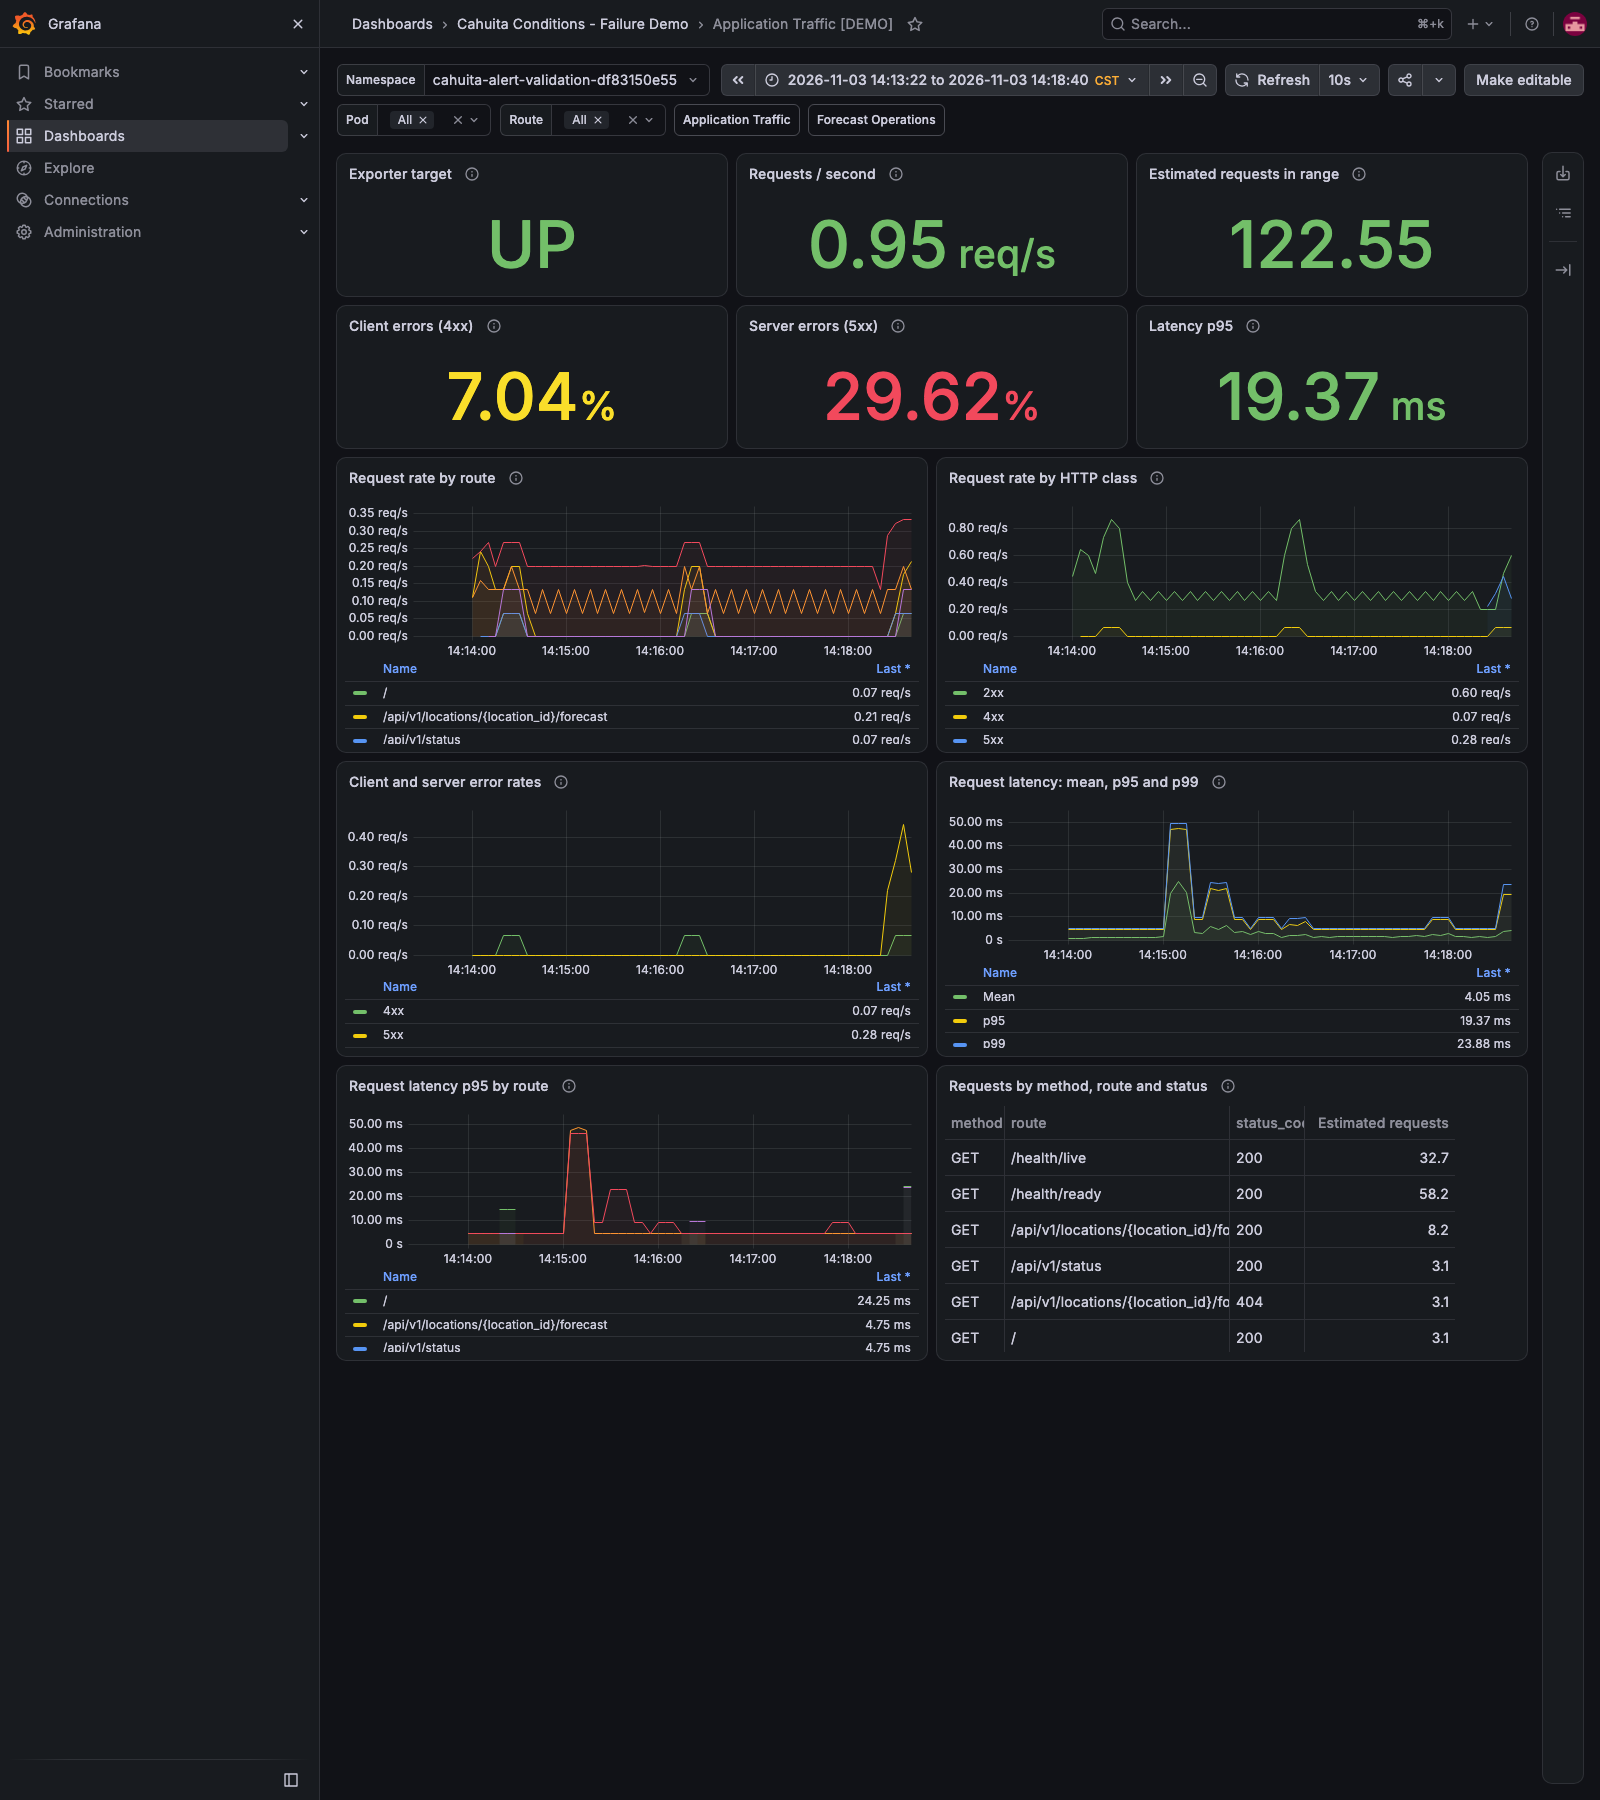 Grafana
Dashboards › Cahuita Conditions - Failure Demo › Application Traffic [DEMO]
Search... ⌘+k
Bookmarks
Starred
Dashboards
Explore
Connections
Administration
Namespace cahuita-alert-validation-df83150e55
2026-11-03 14:13:22 to 2026-11-03 14:18:40 CST
Refresh 10s
Make editable
Pod All
Route All
Application Traffic
Forecast Operations
Exporter target
UP
Requests / second
0.95 req/s
Estimated requests in range
122.55
Client errors (4xx)
7.04%
Server errors (5xx)
29.62%
Latency p95
19.37 ms
Request rate by route
0.35 req/s
0.30 req/s
0.25 req/s
0.20 req/s
0.15 req/s
0.10 req/s
0.05 req/s
0.00 req/s
14:14:00 14:15:00 14:16:00 14:17:00 14:18:00
Name Last *
/ 0.07 req/s
/api/v1/locations/{location_id}/forecast 0.21 req/s
/api/v1/status 0.07 req/s
Request rate by HTTP class
0.80 req/s
0.60 req/s
0.40 req/s
0.20 req/s
0.00 req/s
14:14:00 14:15:00 14:16:00 14:17:00 14:18:00
Name Last *
2xx 0.60 req/s
4xx 0.07 req/s
5xx 0.28 req/s
Client and server error rates
0.40 req/s
0.30 req/s
0.20 req/s
0.10 req/s
0.00 req/s
14:14:00 14:15:00 14:16:00 14:17:00 14:18:00
Name Last *
4xx 0.07 req/s
5xx 0.28 req/s
Request latency: mean, p95 and p99
50.00 ms
40.00 ms
30.00 ms
20.00 ms
10.00 ms
0 s
14:14:00 14:15:00 14:16:00 14:17:00 14:18:00
Name Last *
Mean 4.05 ms
p95 19.37 ms
p99 23.88 ms
Request latency p95 by route
50.00 ms
40.00 ms
30.00 ms
20.00 ms
10.00 ms
0 s
14:14:00 14:15:00 14:16:00 14:17:00 14:18:00
Name Last *
/ 24.25 ms
/api/v1/locations/{location_id}/forecast 4.75 ms
/api/v1/status 4.75 ms
Requests by method, route and status
method route status_co Estimated requests
GET /health/live 200 32.7
GET /health/ready 200 58.2
GET /api/v1/locations/{location_id}/fo 200 8.2
GET /api/v1/status 200 3.1
GET /api/v1/locations/{location_id}/fo 404 3.1
GET / 200 3.1